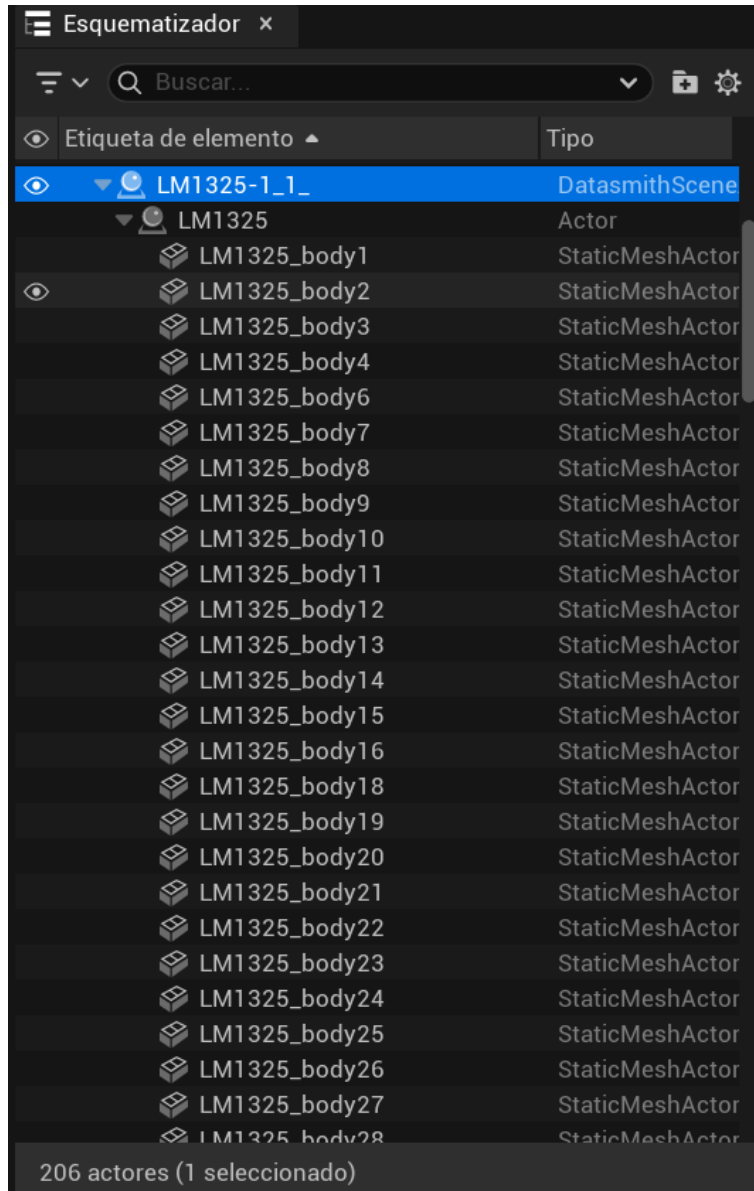 Esquematizador ×
Buscar...
Etiqueta de elemento Tipo
LM1325-1_1_ DatasmithScene
LM1325 Actor
LM1325_body1 StaticMeshActor
LM1325_body2 StaticMeshActor
LM1325_body3 StaticMeshActor
LM1325_body4 StaticMeshActor
LM1325_body6 StaticMeshActor
LM1325_body7 StaticMeshActor
LM1325_body8 StaticMeshActor
LM1325_body9 StaticMeshActor
LM1325_body10 StaticMeshActor
LM1325_body11 StaticMeshActor
LM1325_body12 StaticMeshActor
LM1325_body13 StaticMeshActor
LM1325_body14 StaticMeshActor
LM1325_body15 StaticMeshActor
LM1325_body16 StaticMeshActor
LM1325_body18 StaticMeshActor
LM1325_body19 StaticMeshActor
LM1325_body20 StaticMeshActor
LM1325_body21 StaticMeshActor
LM1325_body22 StaticMeshActor
LM1325_body23 StaticMeshActor
LM1325_body24 StaticMeshActor
LM1325_body25 StaticMeshActor
LM1325_body26 StaticMeshActor
LM1325_body27 StaticMeshActor
LM1325_body28 StaticMeshActor
206 actores (1 seleccionado)